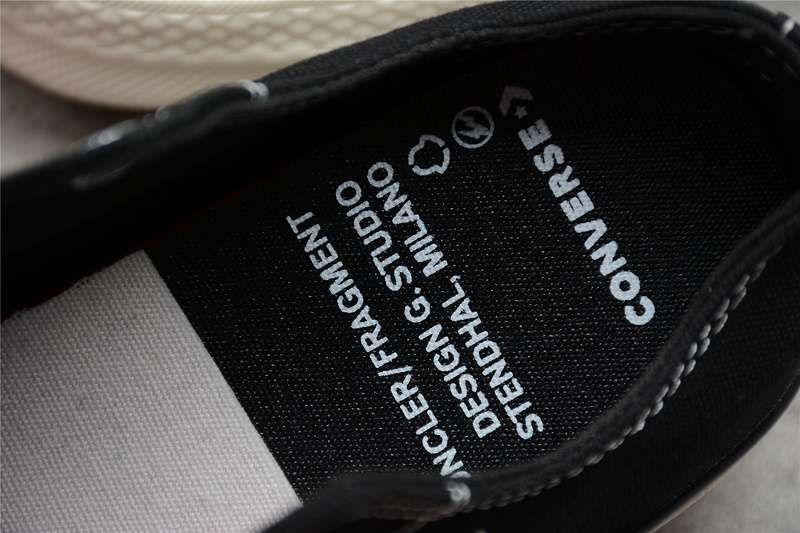 CONVERSE
NCLER/FRAGMENT
DESIGN G. STUDIO
STENDHAL, MILANO